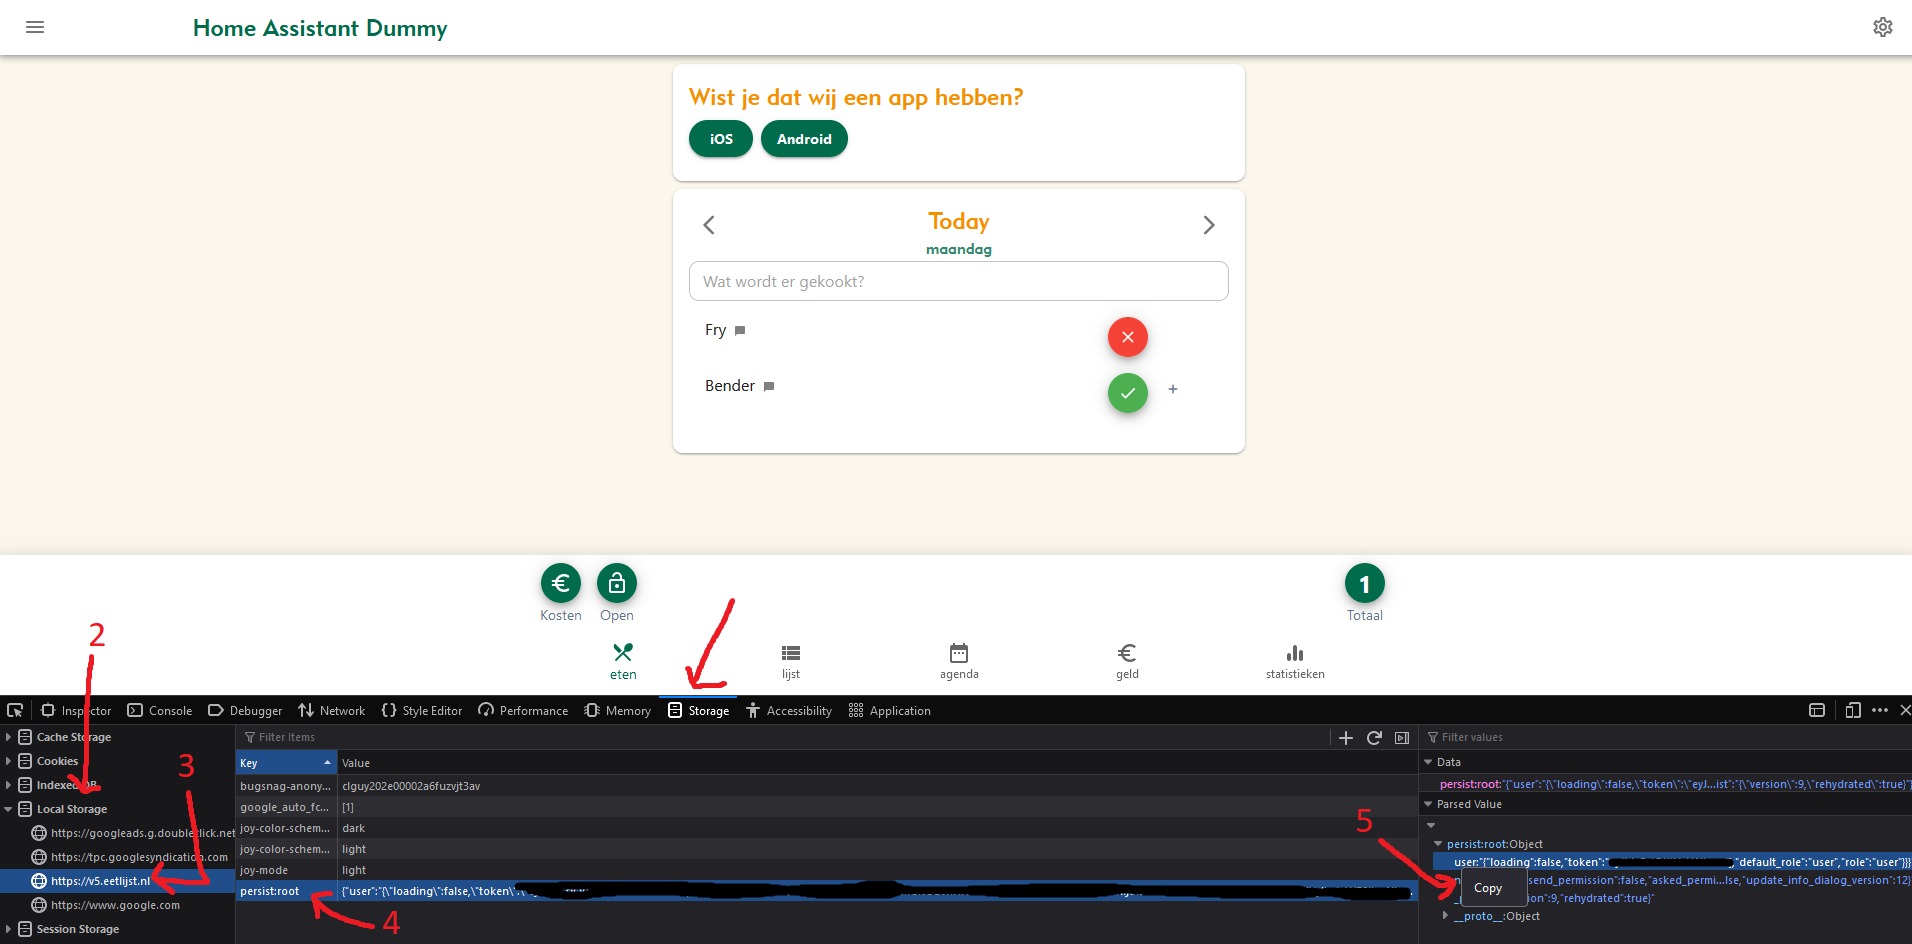 Home Assistant Dummy
Wist je dat wij een app hebben?
iOS Android
Today
maandag
Wat wordt er gekookt?
Fry
Bender
€ 1
Kosten Open Totaal
eten lijst agenda geld statistieken
2
3
4
5
Inspector Console Debugger Network Style Editor Performance Memory Storage Accessibility Application
Cache Storage
Cookies
Indexed DB
Local Storage
https://googleads.g.doubleclick.net
https://tpc.googlesyndication.com
https://v5.eetlijst.nl
https://www.google.com
Session Storage
Filter Items
Key Value
bugsnag-anony... clguy202e00002a6fuzvjt3av
google_auto_fc... [1]
joy-color-schem... dark
joy-color-schem... light
joy-mode light
persist:root {"user":"{\"loading\":false,\"token\":\
Filter values
Data
persist:root:"{"user":"{\"loading\":false,\"token\":\"eyJ...ist":"{\"version\":9,\"rehydrated\":true}"}
Parsed Value
persist:root:Object
user:"{"loading":false,"token":" ,"default_role":"user","role":"user"}}}
send_permission":false,"asked_permi...lse,"update_info_dialog_version":12}
Copy
ion":9,"rehydrated":true}"
__proto__:Object